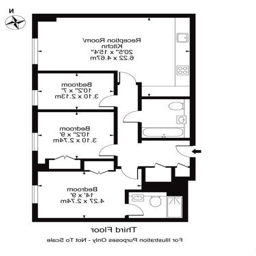 N
Reception Room/
Kitchn
20'5" x 15'4"
6.22 x 4.67m
Bedroom
10'2" x 7'
3.10 x 2.13m
Bedroom
10'2" x 9'
3.10 x 2.74m
Bedroom
14' x 9'
4.27 x 2.74m
Third Floor
For Illustration Purposes Only - Not To Scale